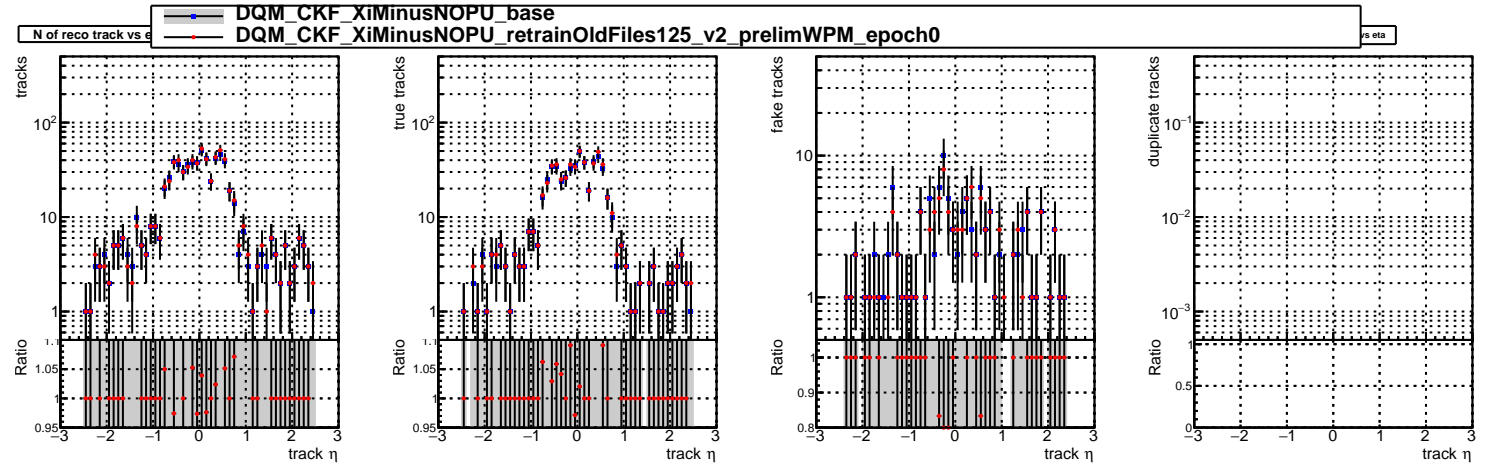 DQM_CKF_XiMinusNOPU_base
DQM_CKF_XiMinusNOPU_retrainOldFiles125_v2_prelimWPM_epoch0
N of reco track vs e
vs eta
tracks
10²
10
1
Ratio
1.1
1.05
1
0.95
−3 −2 −1 0 1 2 3
track η
true tracks
10²
10
1
Ratio
1.1
1.05
1
0.95
−3 −2 −1 0 1 2 3
track η
fake tracks
10
1
Ratio
1
0.9
0.8
−3 −2 −1 0 1 2 3
track η
duplicate tracks
10⁻¹
10⁻²
10⁻³
Ratio
1
0.5
0
−3 −2 −1 0 1 2 3
track η